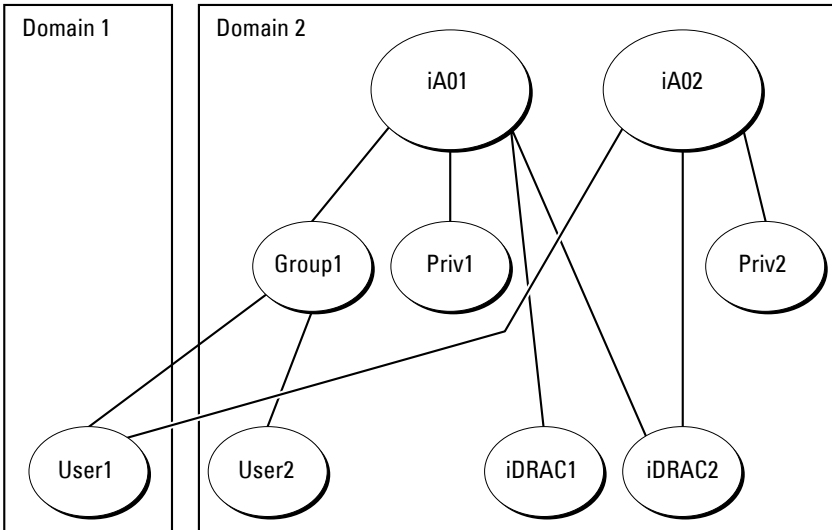 Domain 1
Domain 2
iA01
iA02
Group1
Priv1
Priv2
User1
User2
iDRAC1
iDRAC2